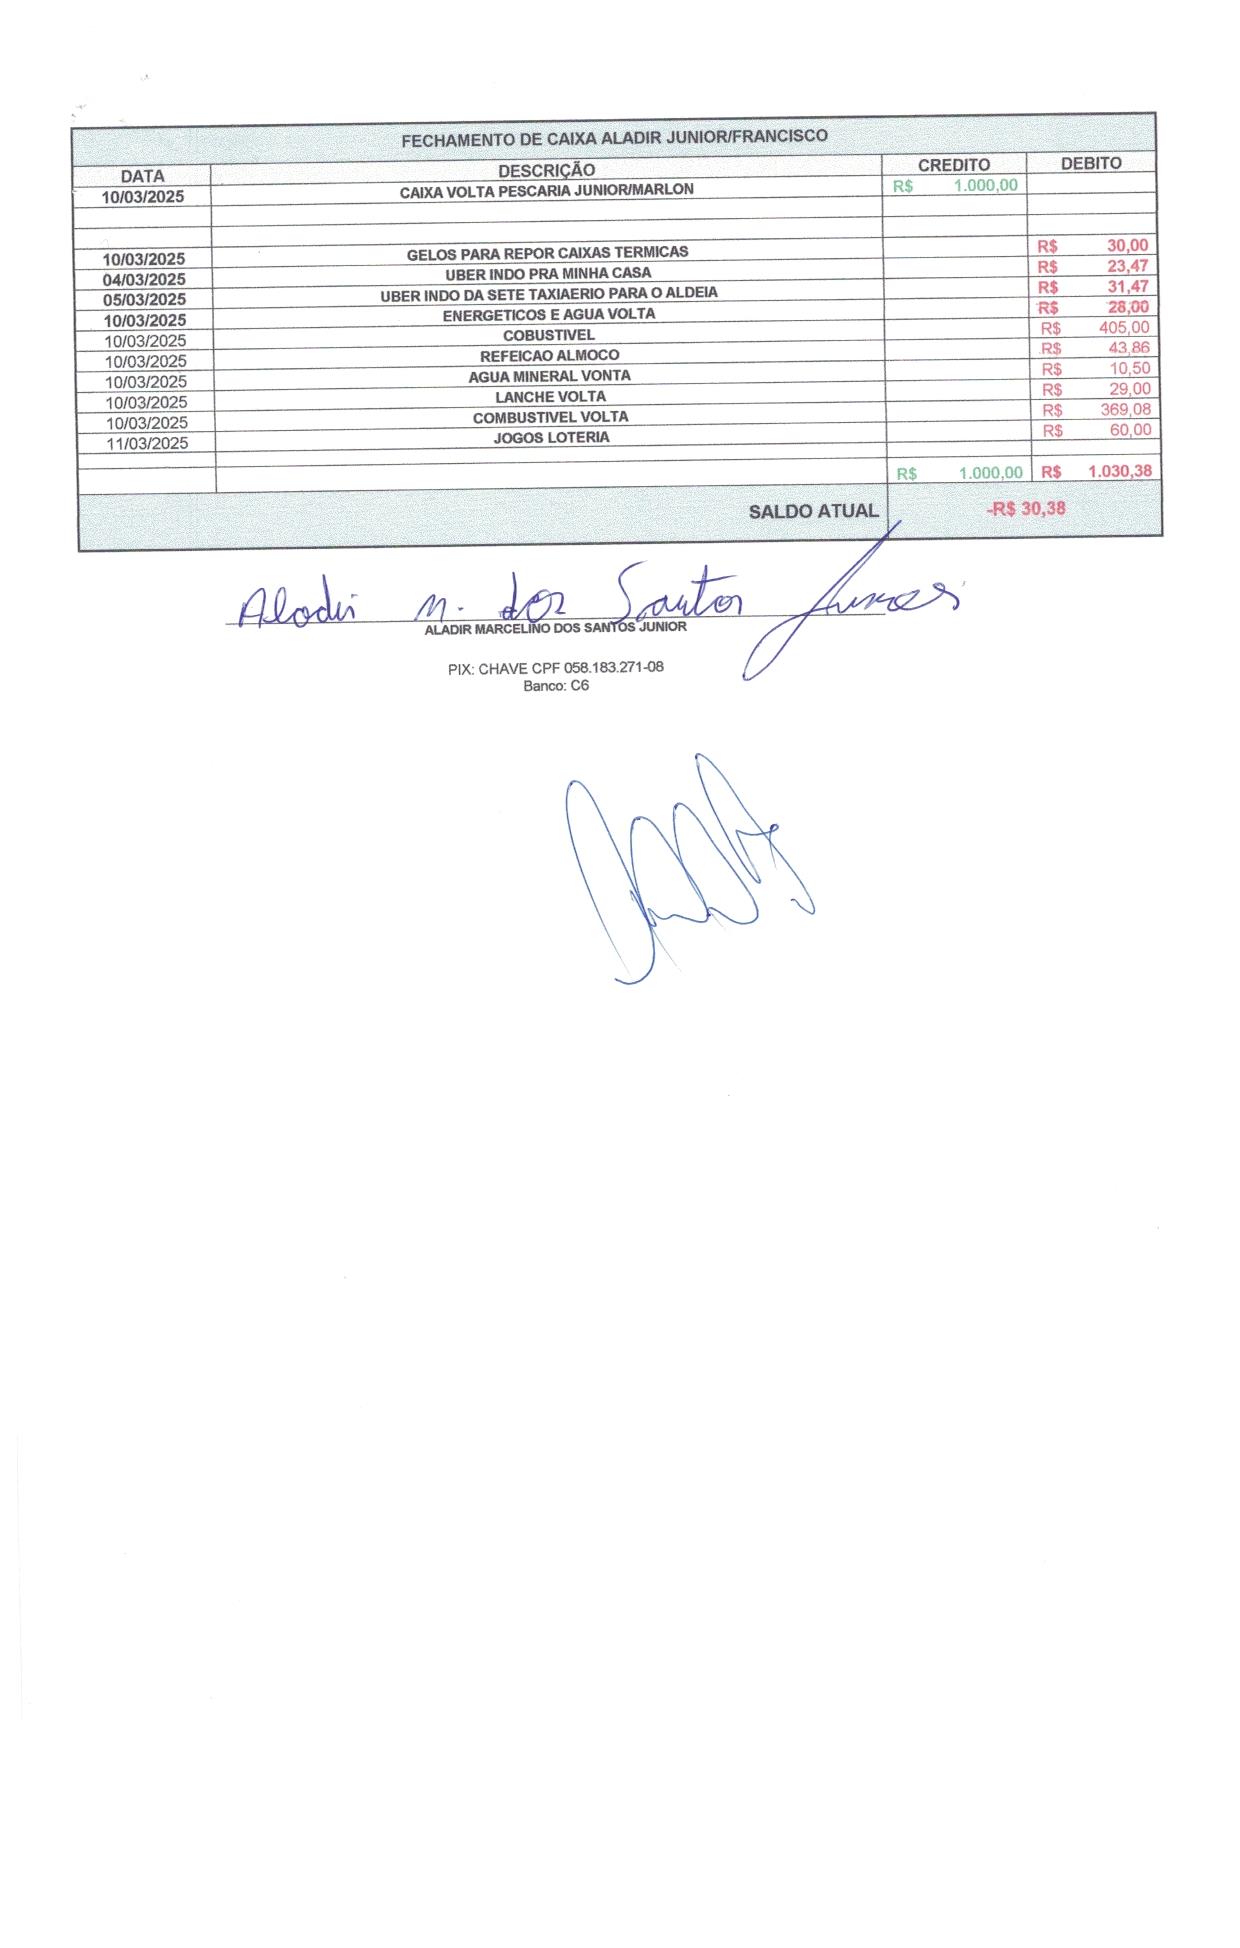 FECHAMENTO DE CAIXA ALADIR JUNIOR/FRANCISCO
DATA DESCRIÇÃO CREDITO DEBITO
10/03/2025 CAIXA VOLTA PESCARIA JUNIOR/MARLON R$ 1.000,00
10/03/2025 GELOS PARA REPOR CAIXAS TERMICAS R$ 30,00
04/03/2025 UBER INDO PRA MINHA CASA R$ 23,47
05/03/2025 UBER INDO DA SETE TAXIAERIO PARA O ALDEIA R$ 31,47
10/03/2025 ENERGETICOS E AGUA VOLTA R$ 28,00
10/03/2025 COBUSTIVEL R$ 405,00
10/03/2025 REFEICAO ALMOCO R$ 43,86
10/03/2025 AGUA MINERAL VONTA R$ 10,50
10/03/2025 LANCHE VOLTA R$ 29,00
10/03/2025 COMBUSTIVEL VOLTA R$ 369,08
11/03/2025 JOGOS LOTERIA R$ 60,00
R$ 1.000,00 R$ 1.030,38
SALDO ATUAL -R$ 30,38
Aladir M. dos Santos Junior
ALADIR MARCELINO DOS SANTOS JUNIOR
PIX: CHAVE CPF 058.183.271-08
Banco: C6